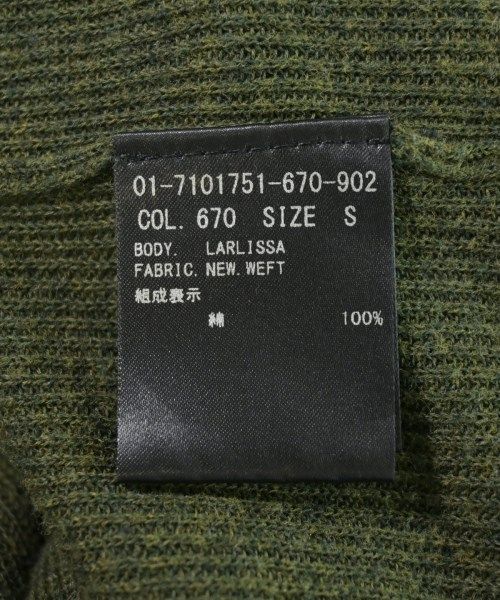 01-7101751-670-902
COL. 670 SIZE S
BODY. LARLISSA
FABRIC. NEW. WEFT
組成表示
綿 100%